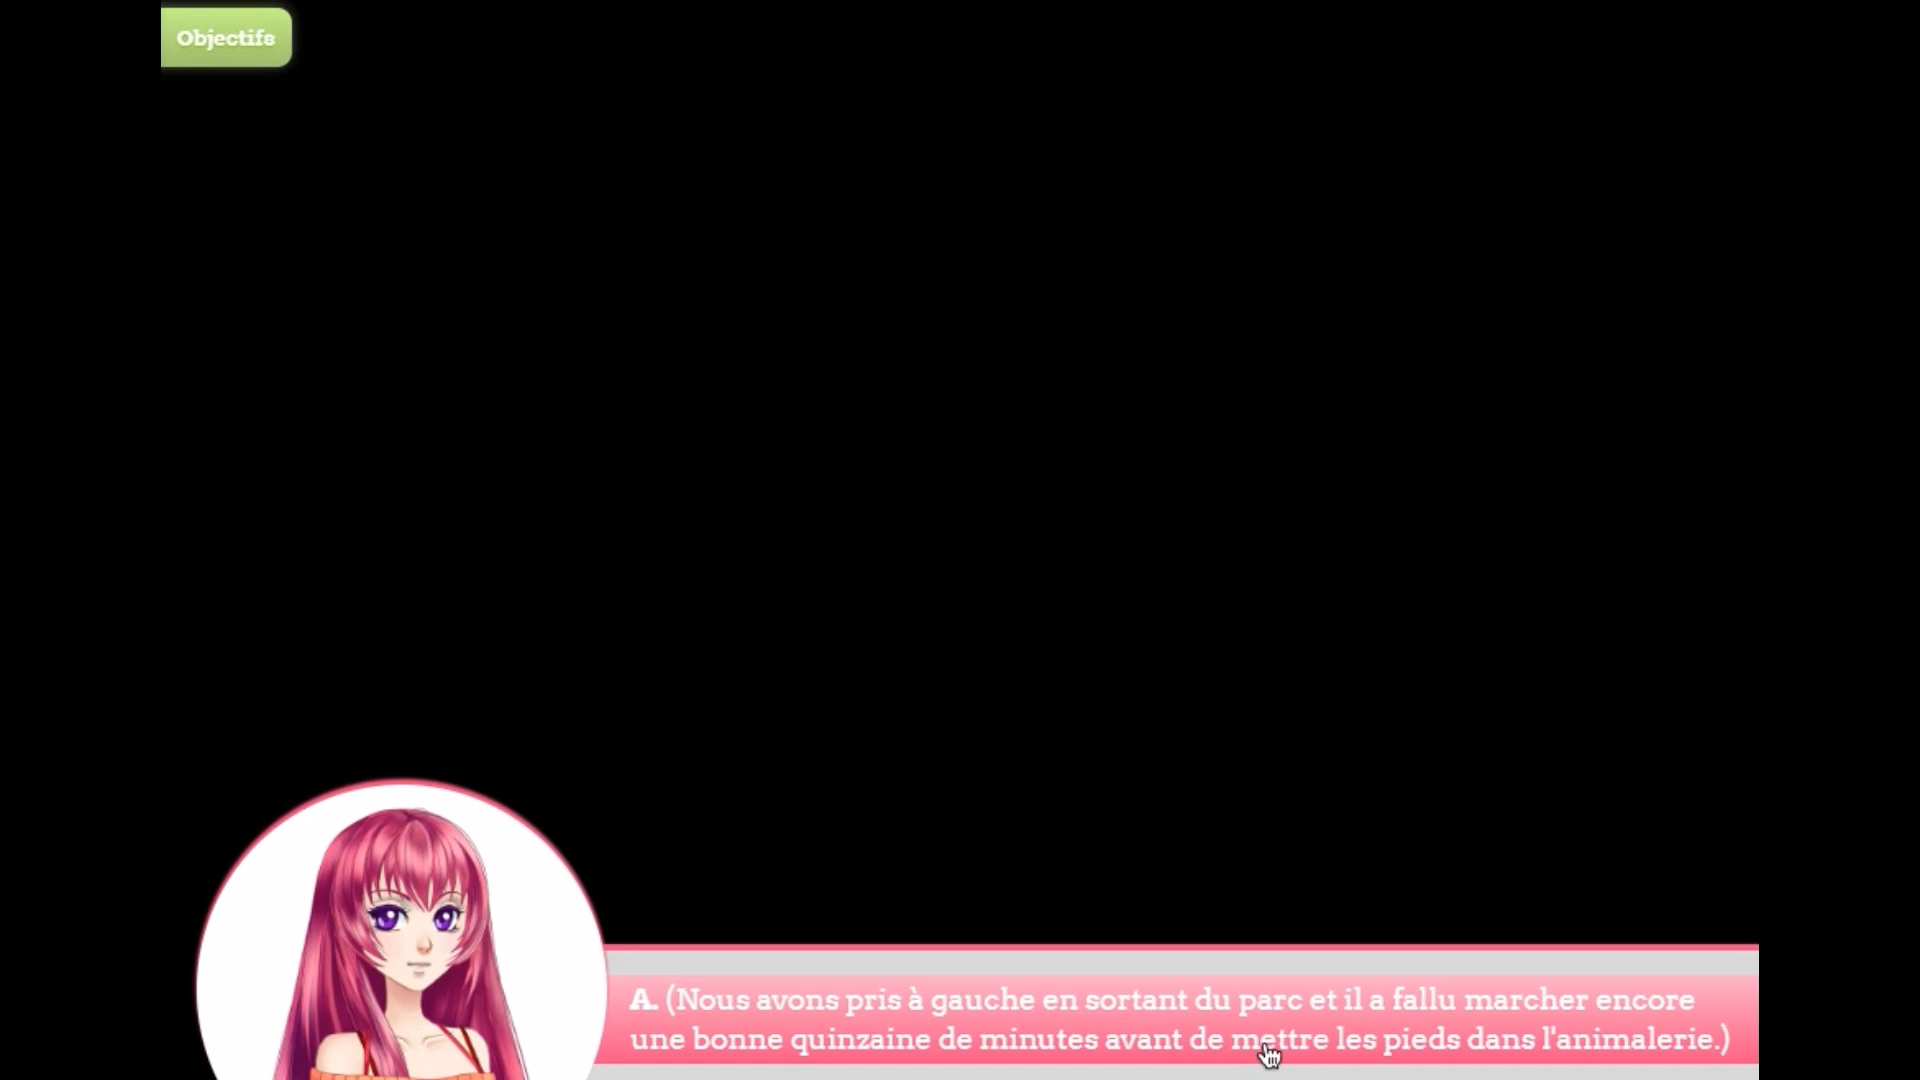 Objectifs
A. (Nous avons pris à gauche en sortant du parc et il a fallu marcher encore
une bonne quinzaine de minutes avant de mettre les pieds dans l'animalerie.)